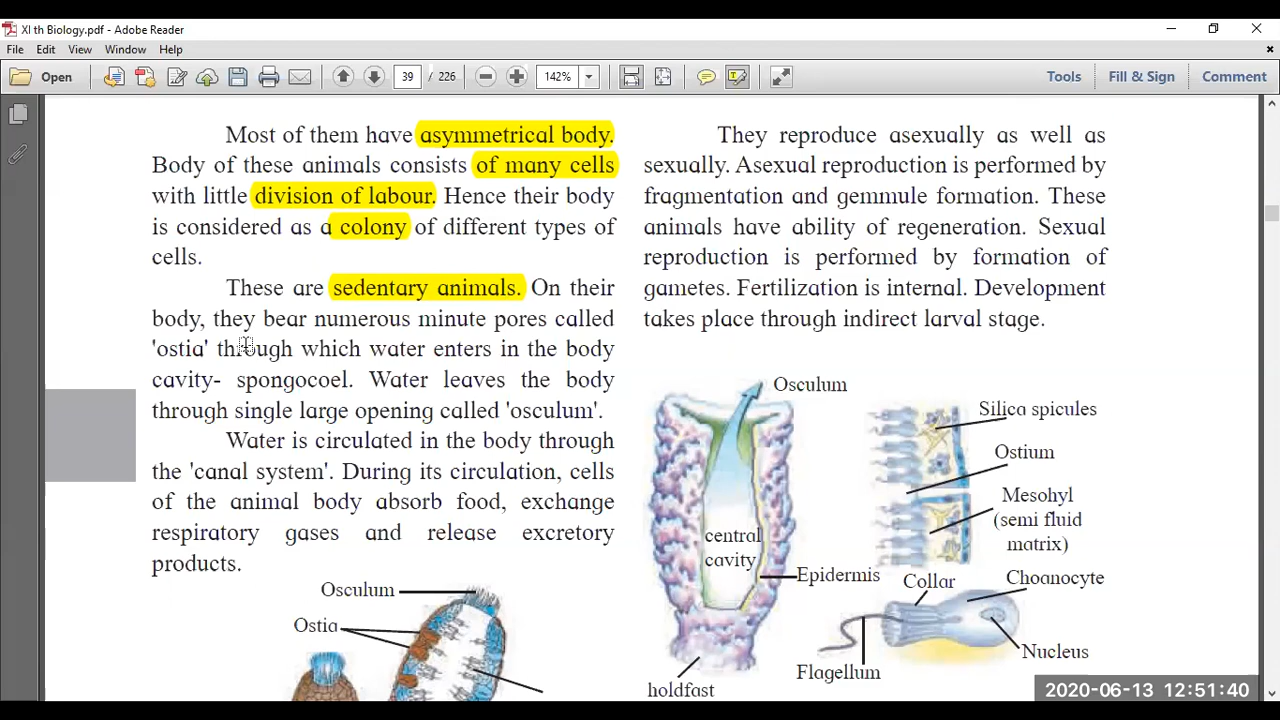 XI th Biology.pdf - Adobe Reader
File Edit View Window Help
Open 39 / 226 142% Tools Fill & Sign Comment
Most of them have asymmetrical body.
Body of these animals consists of many cells
with little division of labour. Hence their body
is considered as a colony of different types of
cells.
These are sedentary animals. On their
body, they bear numerous minute pores called
'ostia' through which water enters in the body
cavity- spongocoel. Water leaves the body
through single large opening called 'osculum'.
Water is circulated in the body through
the 'canal system'. During its circulation, cells
of the animal body absorb food, exchange
respiratory gases and release excretory
products.
Osculum
Ostia
They reproduce asexually as well as
sexually. Asexual reproduction is performed by
fragmentation and gemmule formation. These
animals have ability of regeneration. Sexual
reproduction is performed by formation of
gametes. Fertilization is internal. Development
takes place through indirect larval stage.
Osculum
Silica spicules
Ostium
Mesohyl
(semi fluid
matrix)
central
cavity
Epidermis
Collar
Choanocyte
Nucleus
Flagellum
holdfast
2020-06-13 12:51:40